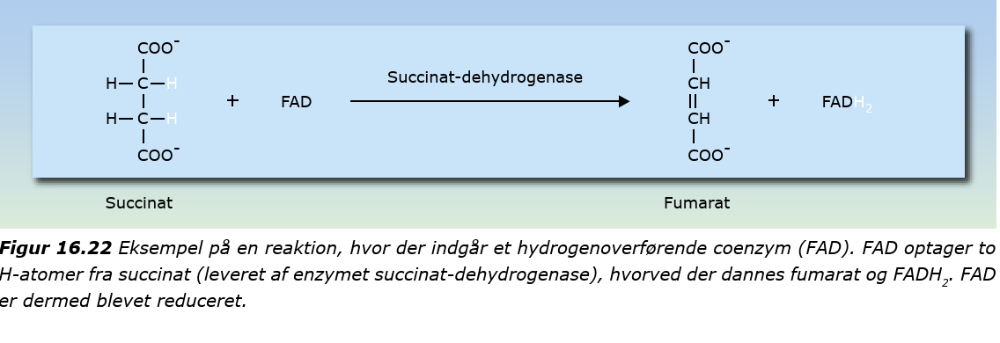 COO⁻ COO⁻
Succinat-dehydrogenase
H—C—H CH
+ FAD + FADH₂
H—C—H CH
COO⁻ COO⁻
Succinat Fumarat
Figur 16.22 Eksempel på en reaktion, hvor der indgår et hydrogenoverførende coenzym (FAD). FAD optager to
H-atomer fra succinat (leveret af enzymet succinat-dehydrogenase), hvorved der dannes fumarat og FADH₂. FAD
er dermed blevet reduceret.